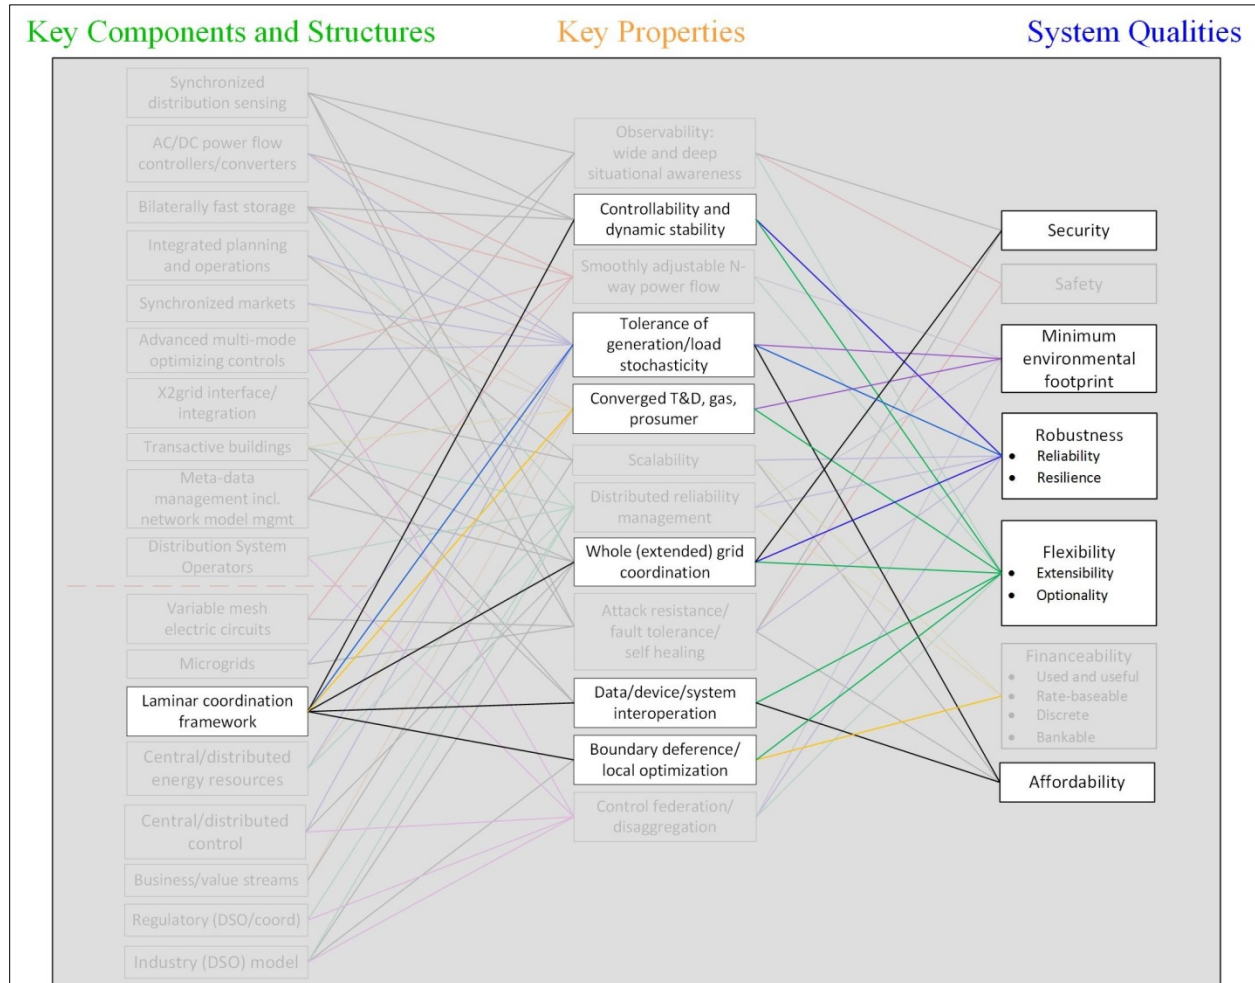 Key Components and Structures
Key Properties
System Qualities
Synchronized
distribution sensing
AC/DC power flow
controllers/converters
Bilaterally fast storage
Integrated planning
and operations
Synchronized markets
Advanced multi-mode
optimizing controls
X2grid interface/
integration
Transactive buildings
Meta-data
management incl.
network model mgmt
Distribution System
Operators
Variable mesh
electric circuits
Microgrids
Laminar coordination
framework
Central/distributed
energy resources
Central/distributed
control
Business/value streams
Regulatory (DSO/coord)
Industry (DSO) model
Observability:
wide and deep
situational awareness
Controllability and
dynamic stability
Smoothly adjustable N-
way power flow
Tolerance of
generation/load
stochasticity
Converged T&D, gas,
prosumer
Scalability
Distributed reliability
management
Whole (extended) grid
coordination
Attack resistance/
fault tolerance/
self healing
Data/device/system
interoperation
Boundary deference/
local optimization
Control federation/
disaggregation
Security
Safety
Minimum
environmental
footprint
Robustness
• Reliability
• Resilience
Flexibility
• Extensibility
• Optionality
Financeability
• Used and useful
• Rate-baseable
• Discrete
• Bankable
Affordability